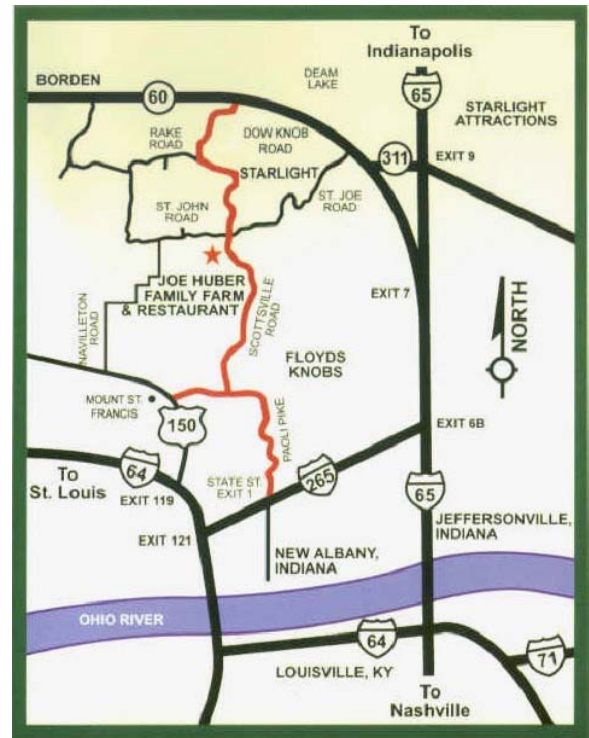 To
Indianapolis
DEAM
LAKE
BORDEN
65
60
STARLIGHT
ATTRACTIONS
RAKE
ROAD
DOW KNOB
ROAD
311
EXIT 9
STARLIGHT
ST. JOE
ROAD
ST. JOHN
ROAD
JOE HUBER
FAMILY FARM
& RESTAURANT
EXIT 7
NAVILLETON
ROAD
SCOTTSVILLE
ROAD
NORTH
FLOYDS
KNOBS
MOUNT ST.
FRANCIS
150
PAOLI PIKE
EXIT 6B
64
To
St. Louis
EXIT 119
STATE ST.
EXIT 1
265
65
EXIT 121
JEFFERSONVILLE,
INDIANA
NEW ALBANY,
INDIANA
OHIO RIVER
64
71
LOUISVILLE, KY
To
Nashville